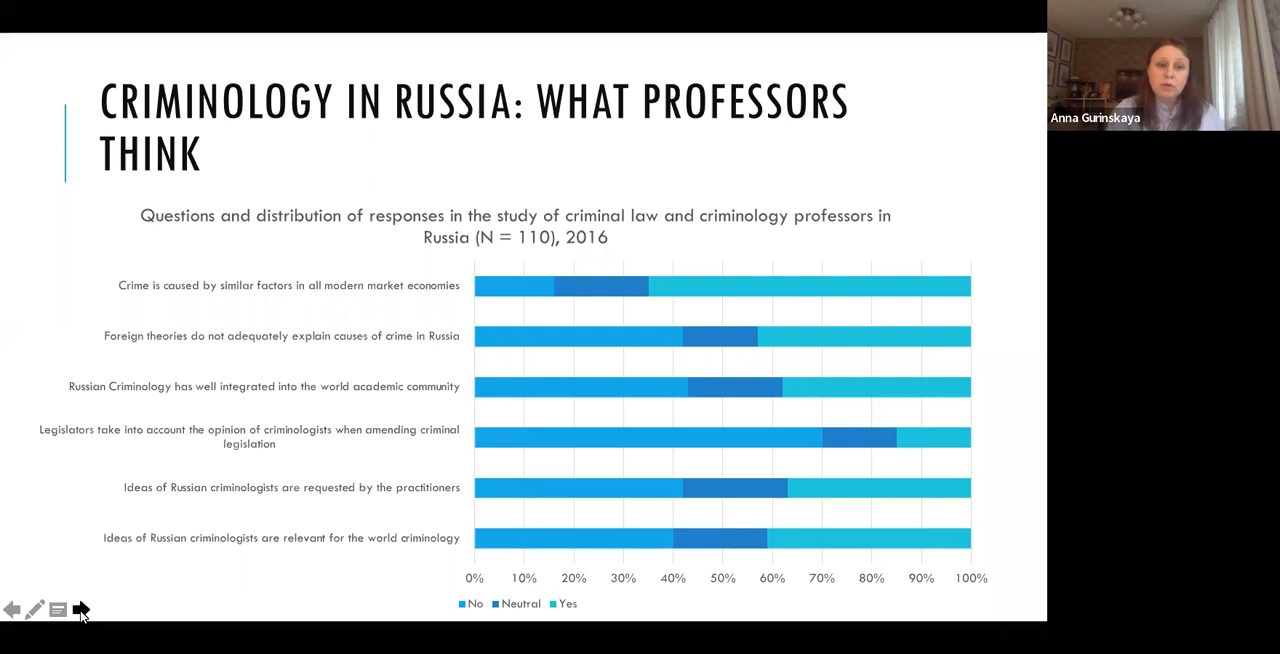 CRIMINOLOGY IN RUSSIA: WHAT PROFESSORS
THINK
Anna Gurinskaya
Questions and distribution of responses in the study of criminal law and criminology professors in
Russia (N = 110), 2016
Crime is caused by similar factors in all modern market economies
Foreign theories do not adequately explain causes of crime in Russia
Russian Criminology has well integrated into the world academic community
Legislators take into account the opinion of criminologists when amending criminal
legislation
Ideas of Russian criminologists are requested by the practitioners
Ideas of Russian criminologists are relevant for the world criminology
0% 10% 20% 30% 40% 50% 60% 70% 80% 90% 100%
No Neutral Yes